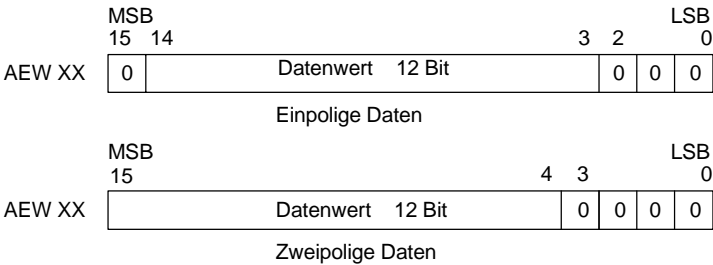 MSB LSB
15 14 3 2 0
AEW XX 0 Datenwert 12 Bit 0 0 0
Einpolige Daten
MSB LSB
15 4 3 0
AEW XX Datenwert 12 Bit 0 0 0 0
Zweipolige Daten